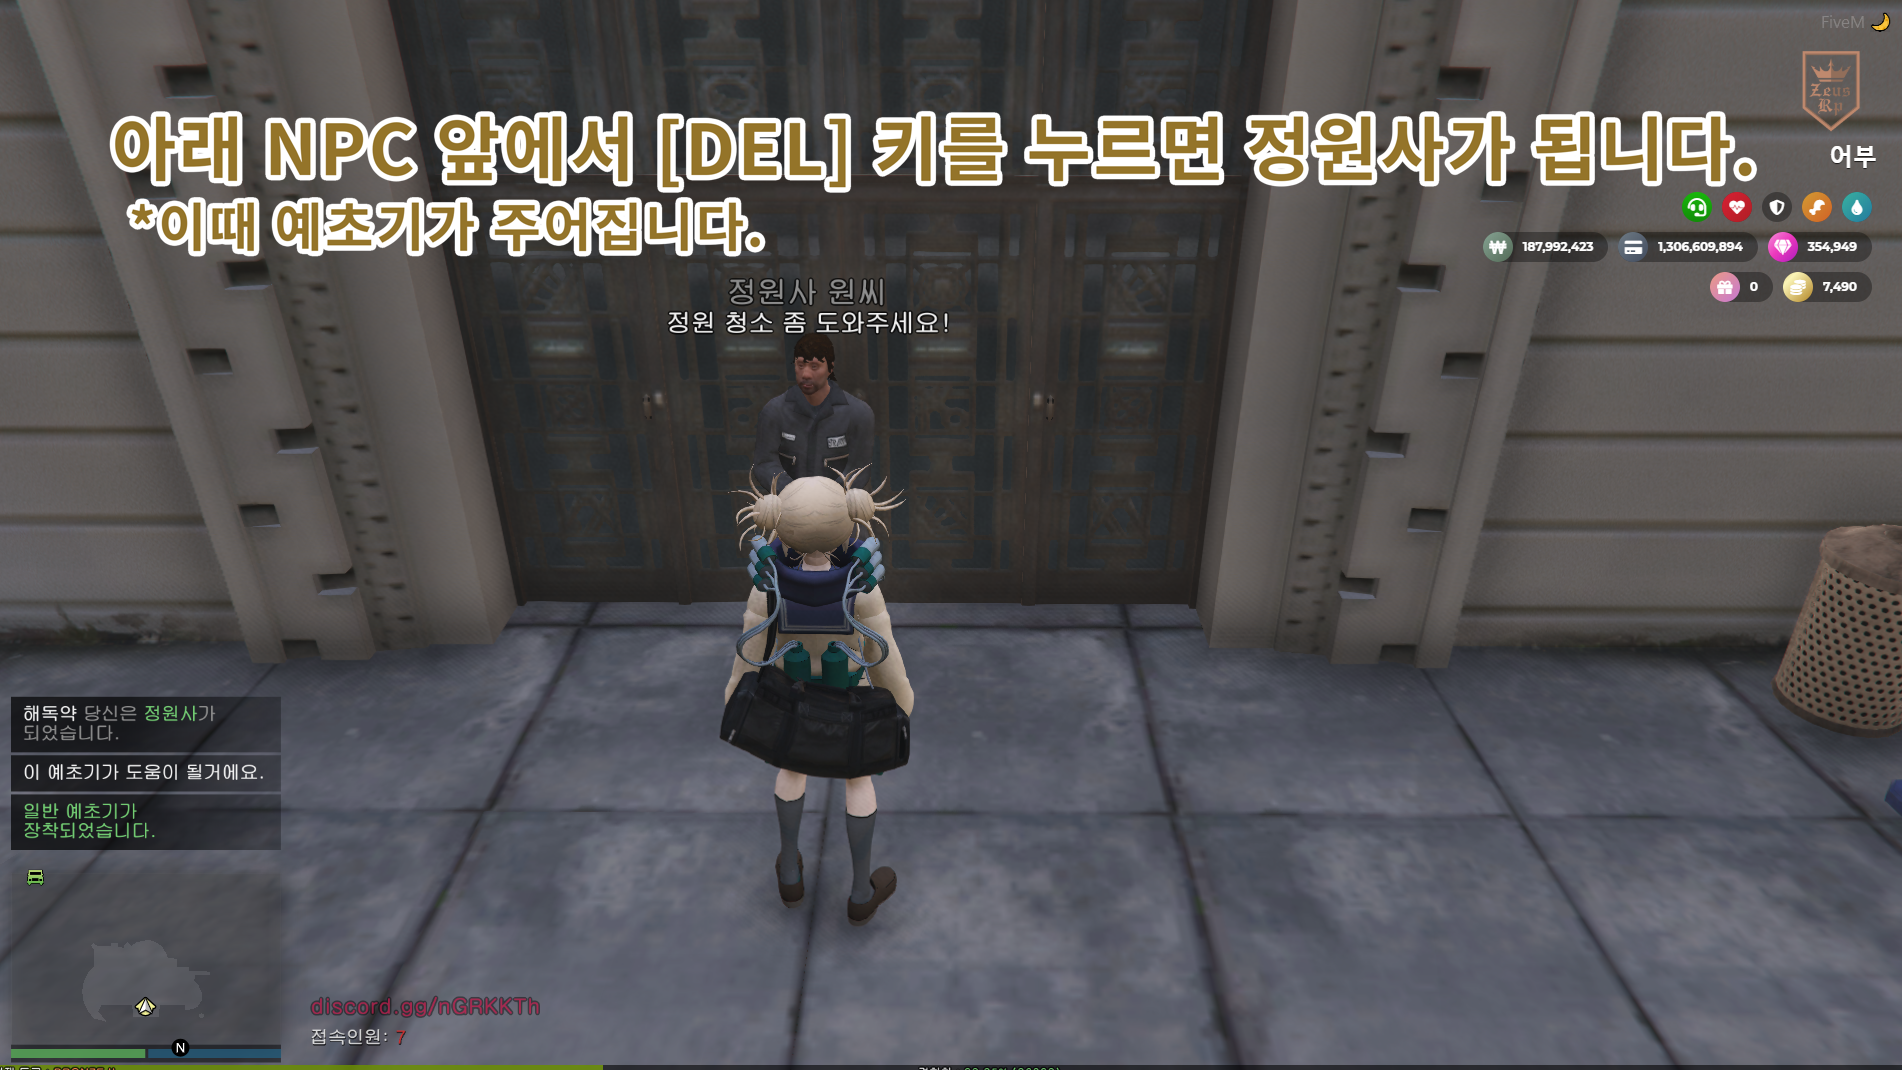 FiveM
Zeus
Rp
아래 NPC 앞에서 [DEL] 키를 누르면 정원사가 됩니다.
*이때 예초기가 주어집니다.
어부
187,992,423
1,306,609,894
354,949
0
7,490
정원사 원씨
정원 청소 좀 도와주세요!
해독약 당신은 정원사가
되었습니다.
이 예초기가 도움이 될거에요.
일반 예초기가
장착되었습니다.
discord.gg/nGRKKTh
접속인원: 7
N